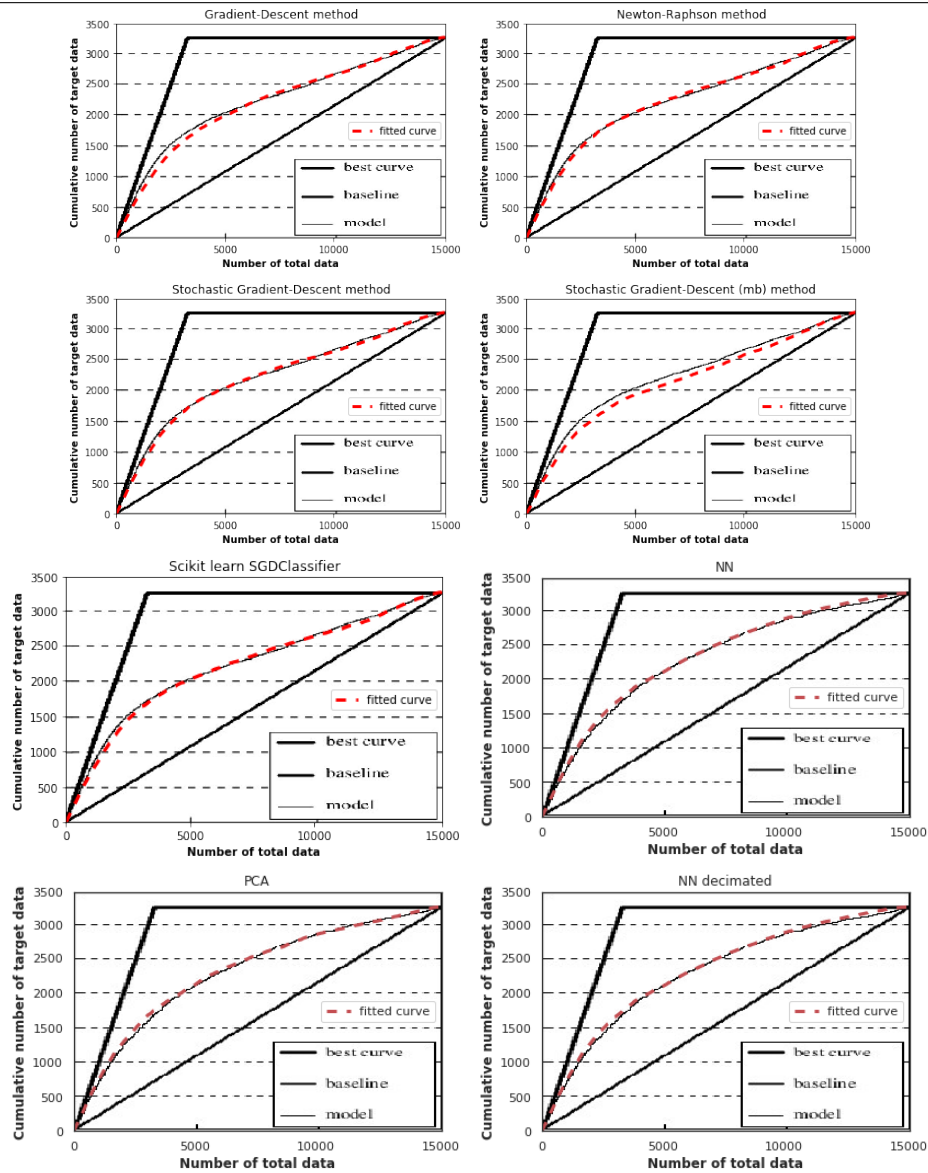 Gradient-Descent method
Cumulative number of target data
3500
3000
2500
2000
1500
1000
500
0
fitted curve
best curve
baseline
model
0 5000 10000 15000
Number of total data
Newton-Raphson method
Cumulative number of target data
3500
3000
2500
2000
1500
1000
500
0
fitted curve
best curve
baseline
model
0 5000 10000 15000
Number of total data
Stochastic Gradient-Descent method
Cumulative number of target data
3500
3000
2500
2000
1500
1000
500
0
fitted curve
best curve
baseline
model
0 5000 10000 15000
Number of total data
Stochastic Gradient-Descent (mb) method
Cumulative number of target data
3500
3000
2500
2000
1500
1000
500
0
fitted curve
best curve
baseline
model
0 5000 10000 15000
Number of total data
Scikit learn SGDClassifier
Cumulative number of target data
3500
3000
2500
2000
1500
1000
500
0
fitted curve
best curve
baseline
model
0 5000 10000 15000
Number of total data
NN
Cumulative number of target data
3500
3000
2500
2000
1500
1000
500
0
fitted curve
best curve
baseline
model
0 5000 10000 15000
Number of total data
PCA
Cumulative number of target data
3500
3000
2500
2000
1500
1000
500
0
fitted curve
best curve
baseline
model
0 5000 10000 15000
Number of total data
NN decimated
Cumulative number of target data
3500
3000
2500
2000
1500
1000
500
0
fitted curve
best curve
baseline
model
0 5000 10000 15000
Number of total data